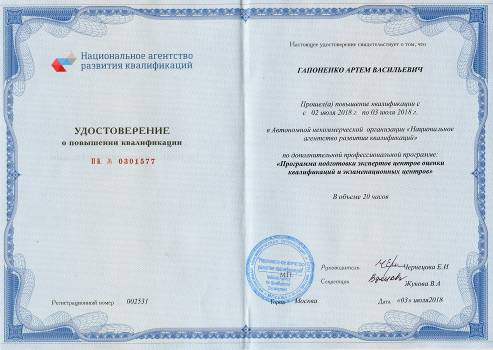 Национальное агентство
развития квалификаций
УДОСТОВЕРЕНИЕ
о повышении квалификации
ПК № 0301577
Регистрационный номер 002531
Настоящее удостоверение свидетельствует о том, что
ГАПОНЕНКО АРТЕМ ВАСИЛЬЕВИЧ
Прошел(а) повышение квалификации с
с 02 июля 2018 г. по 03 июля 2018 г.
в Автономной некоммерческой организации «Национальное
агентство развития квалификаций»
по дополнительной профессиональной программе:
«Программа подготовки экспертов центров оценки
квалификаций и экзаменационных центров»
В объеме 20 часов
М.П.
Руководитель Чернецова Е.И
Секретарь Жукова В.А
Город Москва Дата «03» июля2018